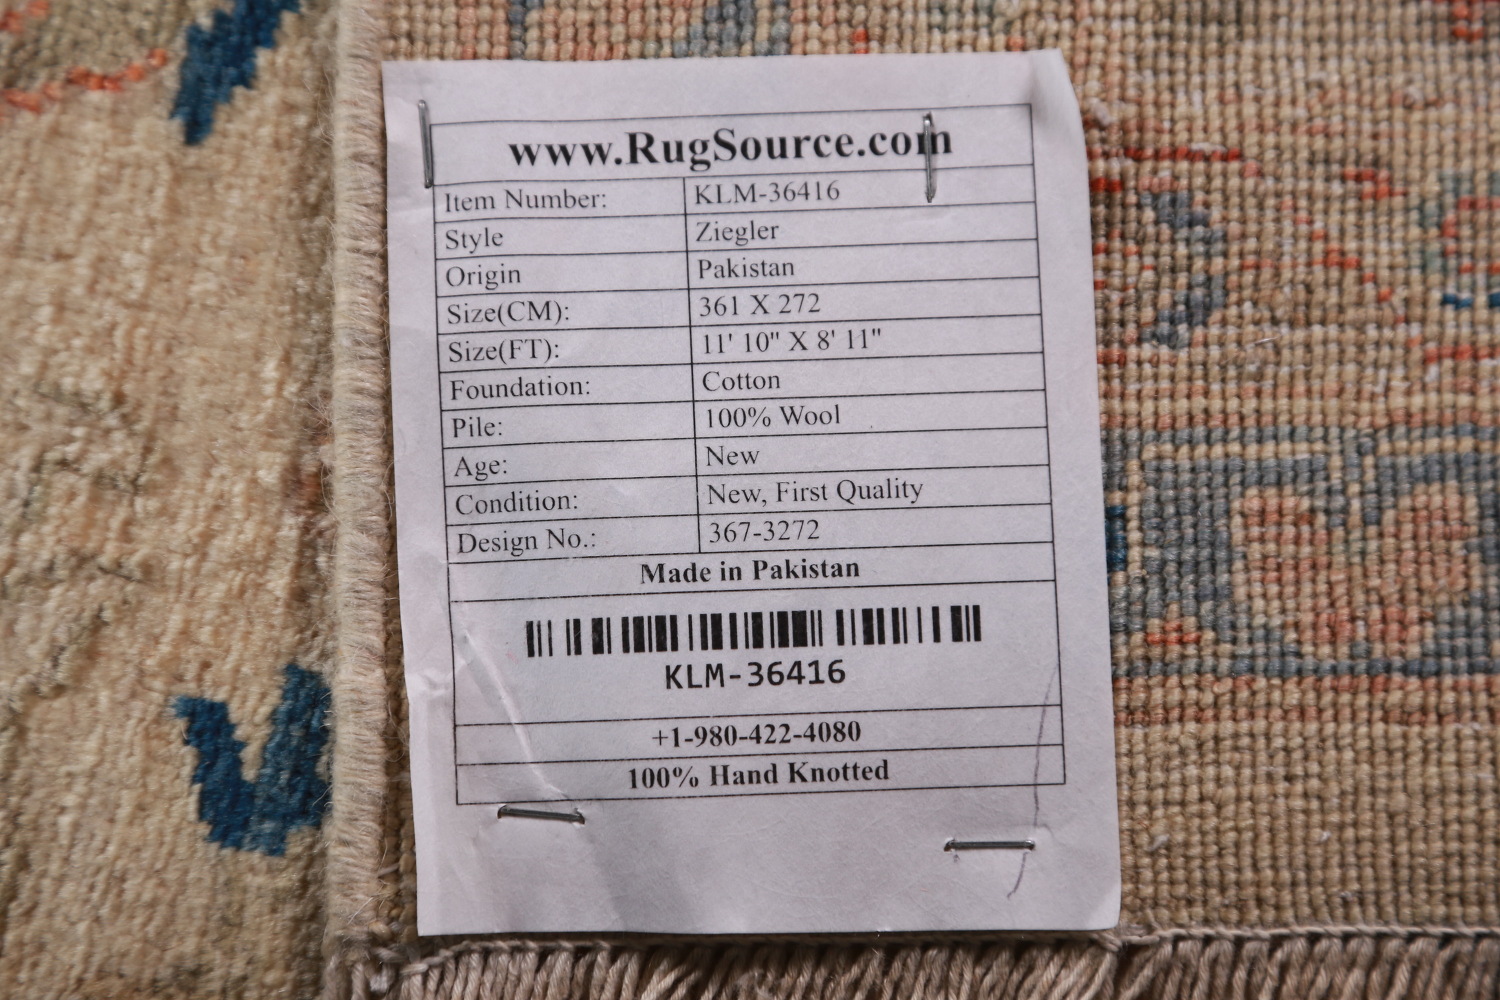 www.RugSource.com
Item Number: KLM-36416
Style Ziegler
Origin Pakistan
Size(CM): 361 X 272
Size(FT): 11' 10" X 8' 11"
Foundation: Cotton
Pile: 100% Wool
Age: New
Condition: New, First Quality
Design No.: 367-3272
Made in Pakistan
KLM-36416
+1-980-422-4080
100% Hand Knotted